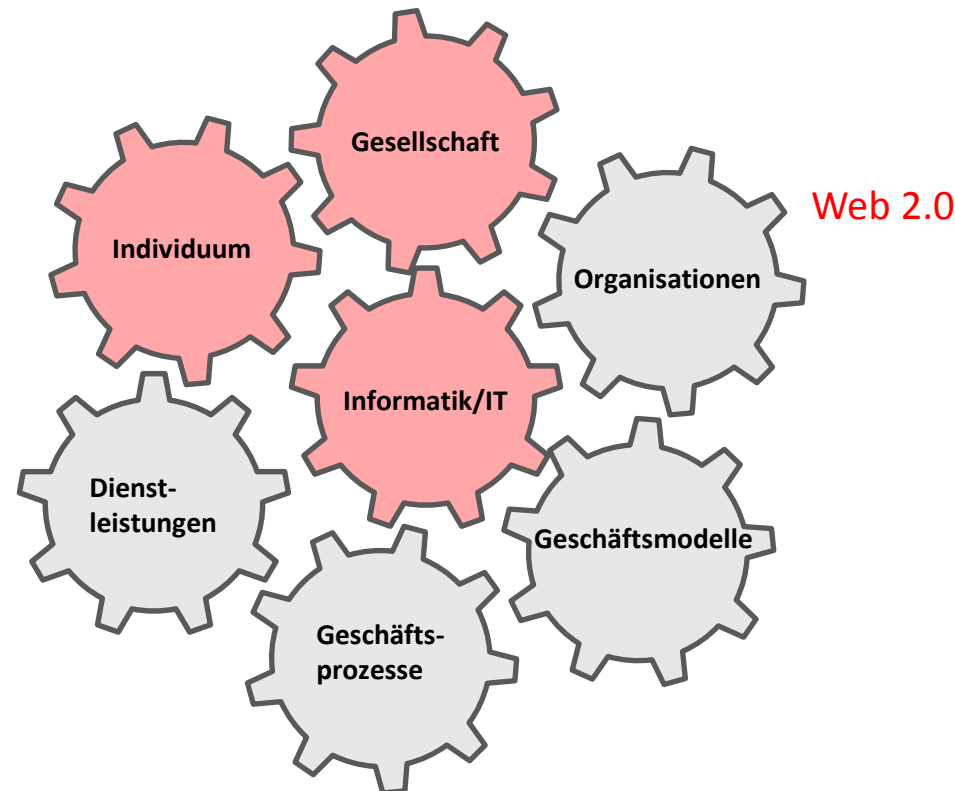 Gesellschaft
Web 2.0
Individuum
Organisationen
Informatik/IT
Dienst-
leistungen
Geschäftsmodelle
Geschäfts-
prozesse